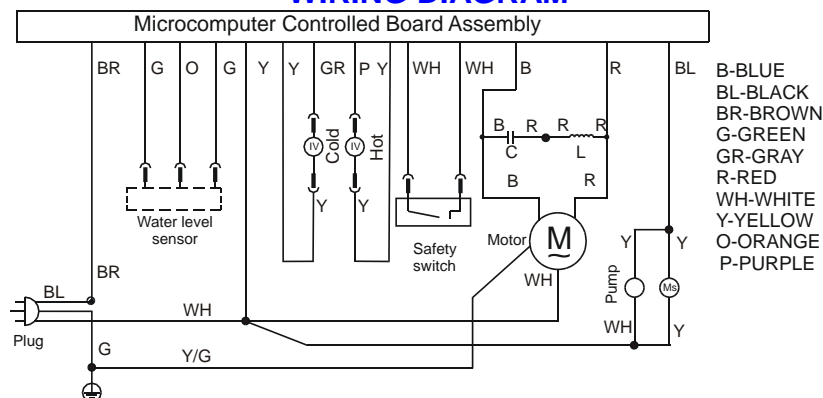 WIRING DIAGRAM
Microcomputer Controlled Board Assembly
BR G O G Y Y GR P Y WH WH B R BL
B-BLUE
BL-BLACK
BR-BROWN
G-GREEN
GR-GRAY
R-RED
WH-WHITE
Y-YELLOW
O-ORANGE
P-PURPLE
B R R R
IV Cold IV Hot
C L
B R
Y Y
Water level
sensor
Safety
switch
Motor M
~
WH
Y Y
Pump Ms
BR
BL
WH
WH Y
Plug
G Y/G